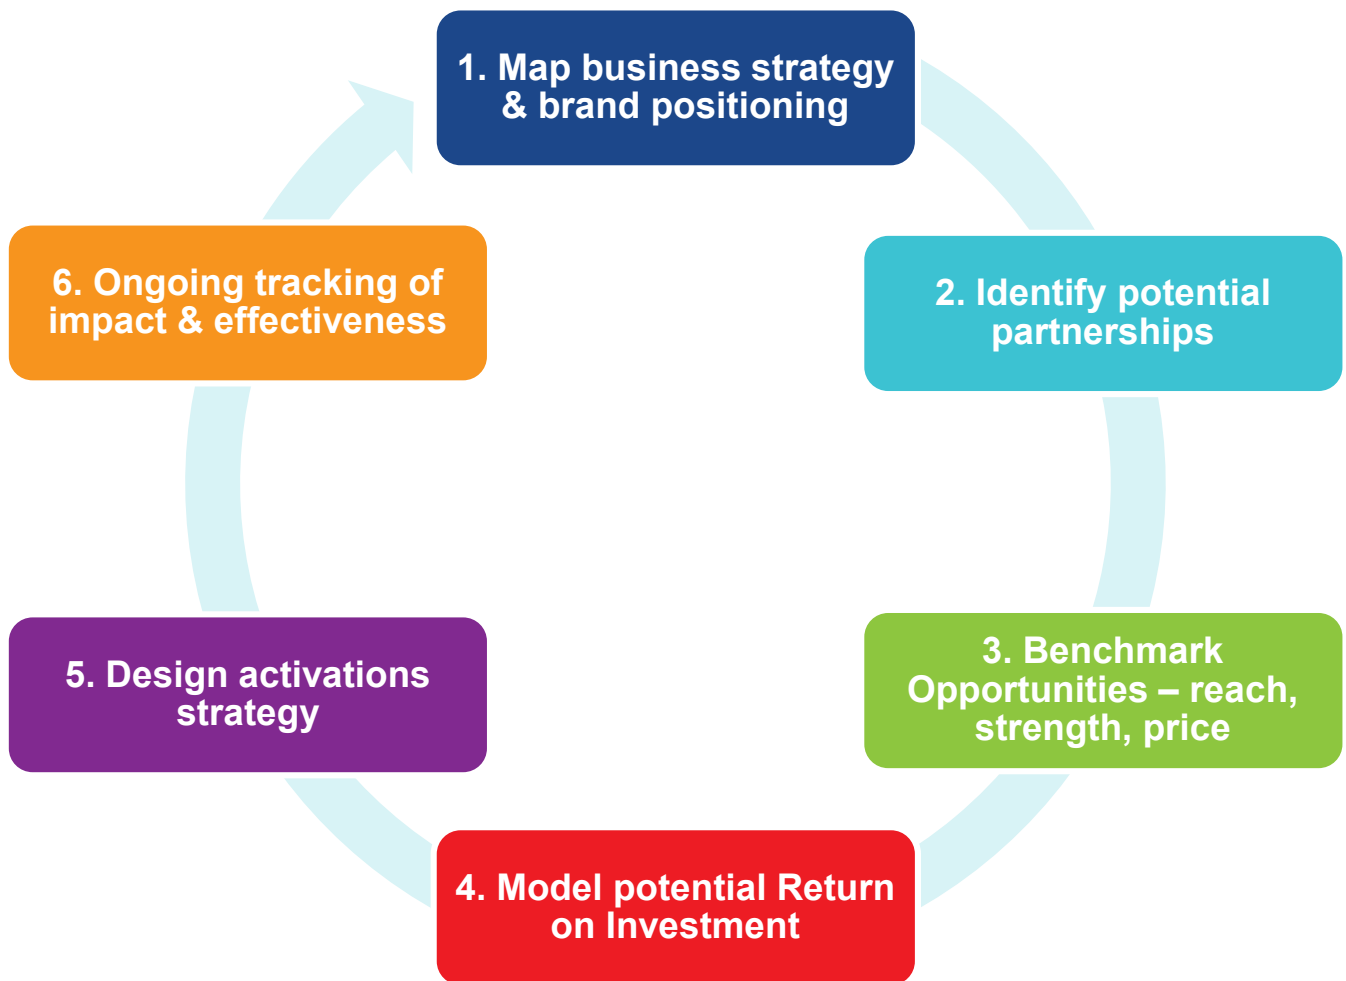 1. Map business strategy
& brand positioning
2. Identify potential
partnerships
3. Benchmark
Opportunities – reach,
strength, price
4. Model potential Return
on Investment
5. Design activations
strategy
6. Ongoing tracking of
impact & effectiveness